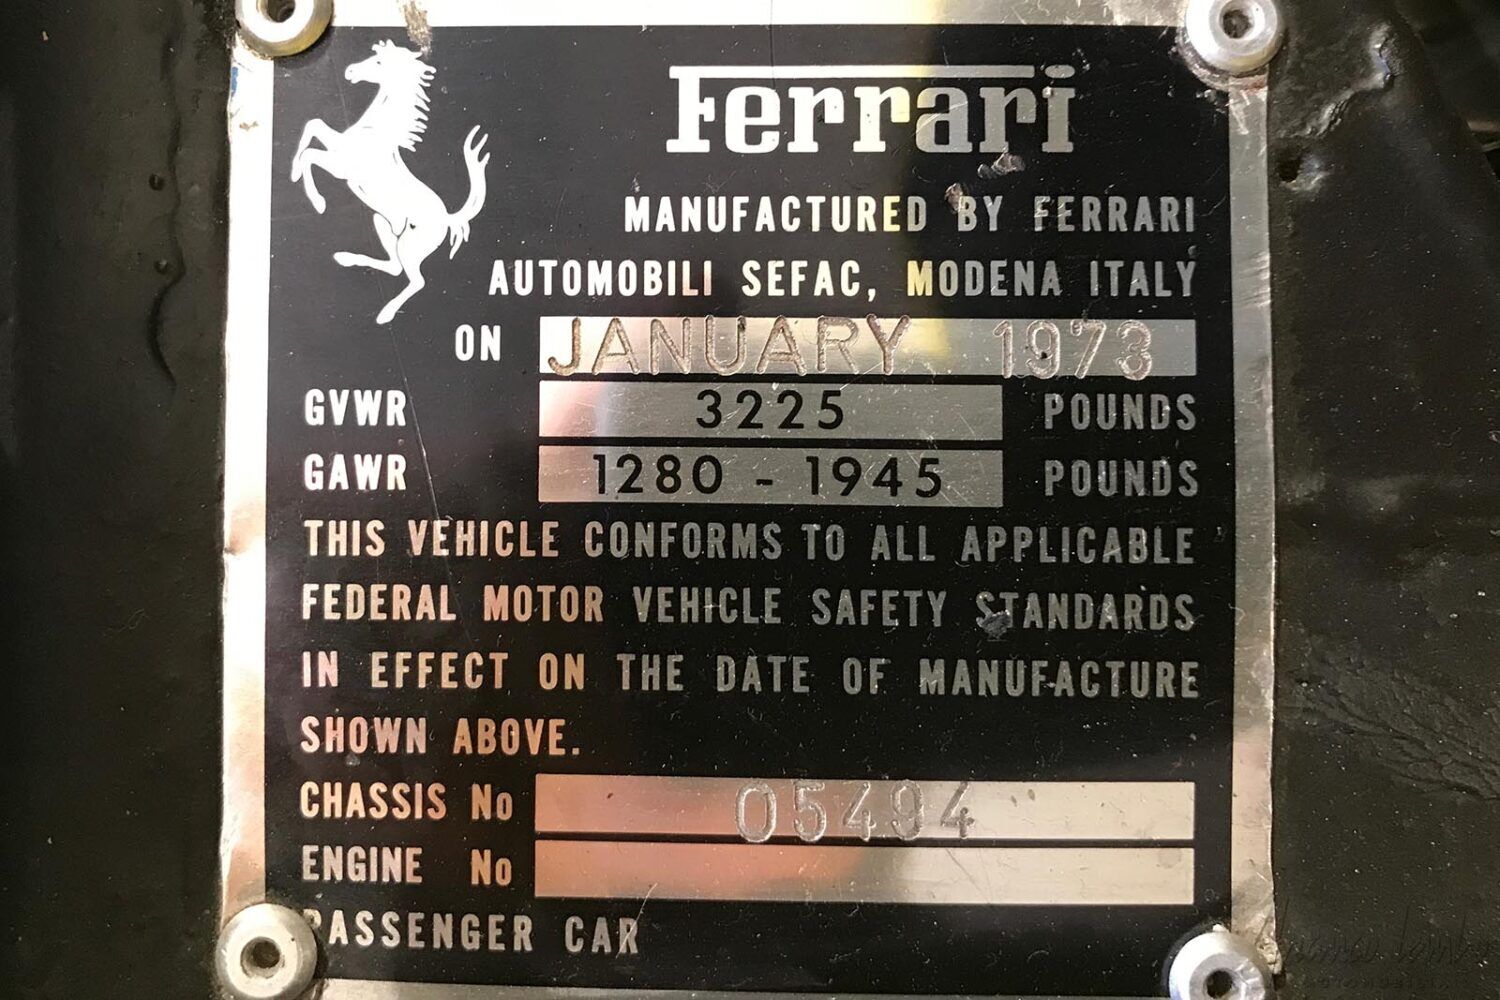 Ferrari
MANUFACTURED BY FERRARI
AUTOMOBILI SEFAC, MODENA ITALY
ON JANUARY 1973
GVWR 3225 POUNDS
GAWR 1280 - 1945 POUNDS
THIS VEHICLE CONFORMS TO ALL APPLICABLE
FEDERAL MOTOR VEHICLE SAFETY STANDARDS
IN EFFECT ON THE DATE OF MANUFACTURE
SHOWN ABOVE.
CHASSIS No 05494
ENGINE No
PASSENGER CAR